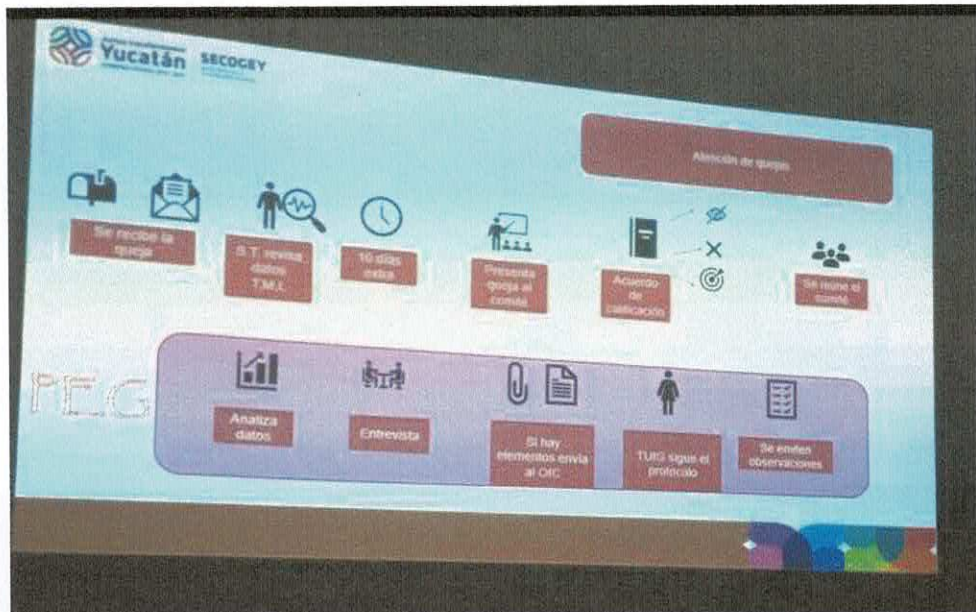 Yucatán
SECOGEY
Atención de quejas
Se recibe la
queja
S.T. revisa
datos
T.M.L
10 días
extra
Presenta
queja al
comité
Acuerdo
de
calificación
Se reúne el
comité
P.E.G
Analiza
datos
Entrevista
Si hay
elementos envía
al OIC
TUIG sigue el
protocolo
Se emiten
observaciones